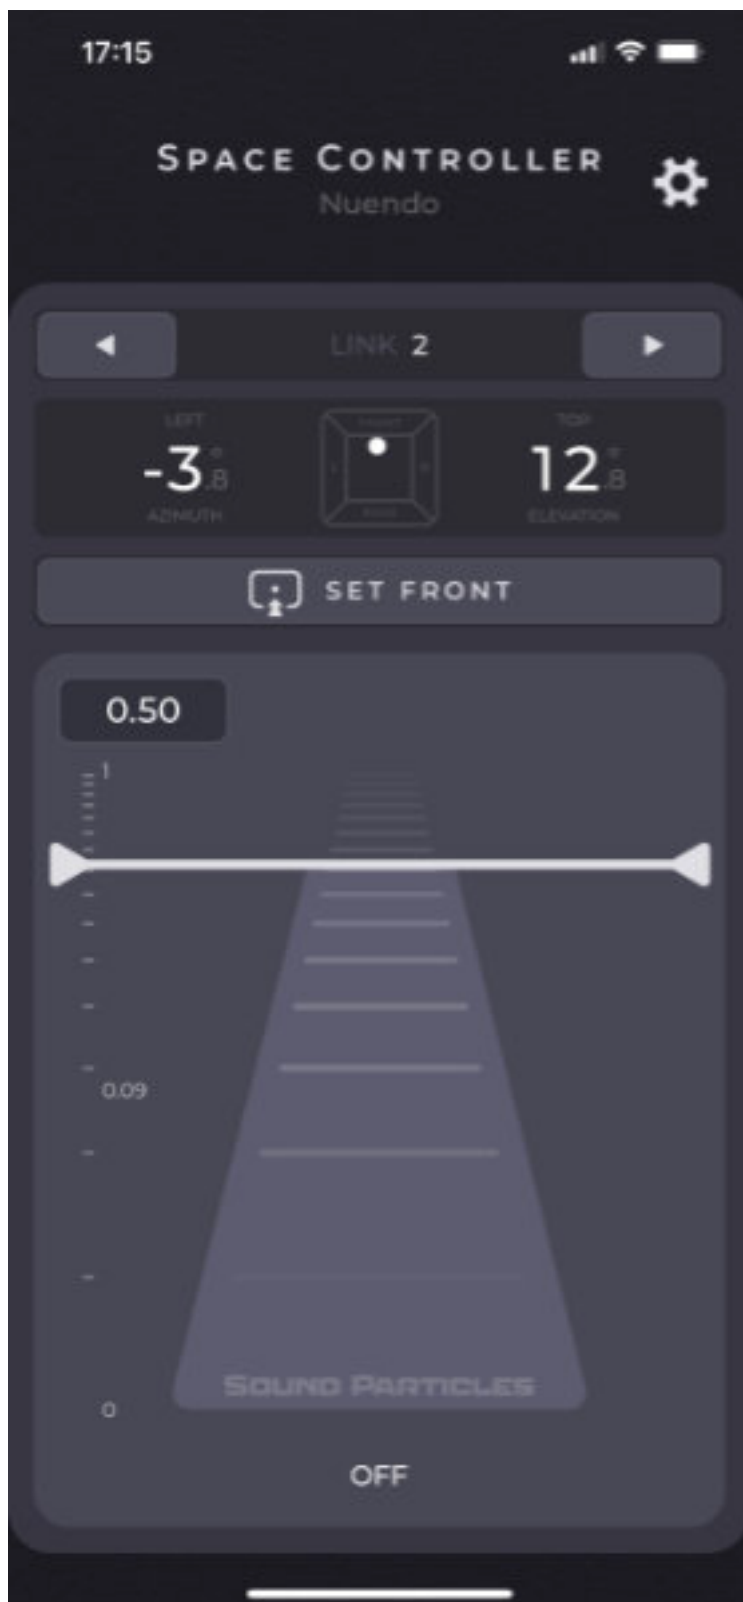 17:15
SPACE CONTROLLER
Nuendo
LINK 2
LEFT
-3°.8
AZIMUTH
FRONT
TOP
12°.8
ELEVATION
SET FRONT
0.50
1
0.09
0
SOUND PARTICLES
OFF